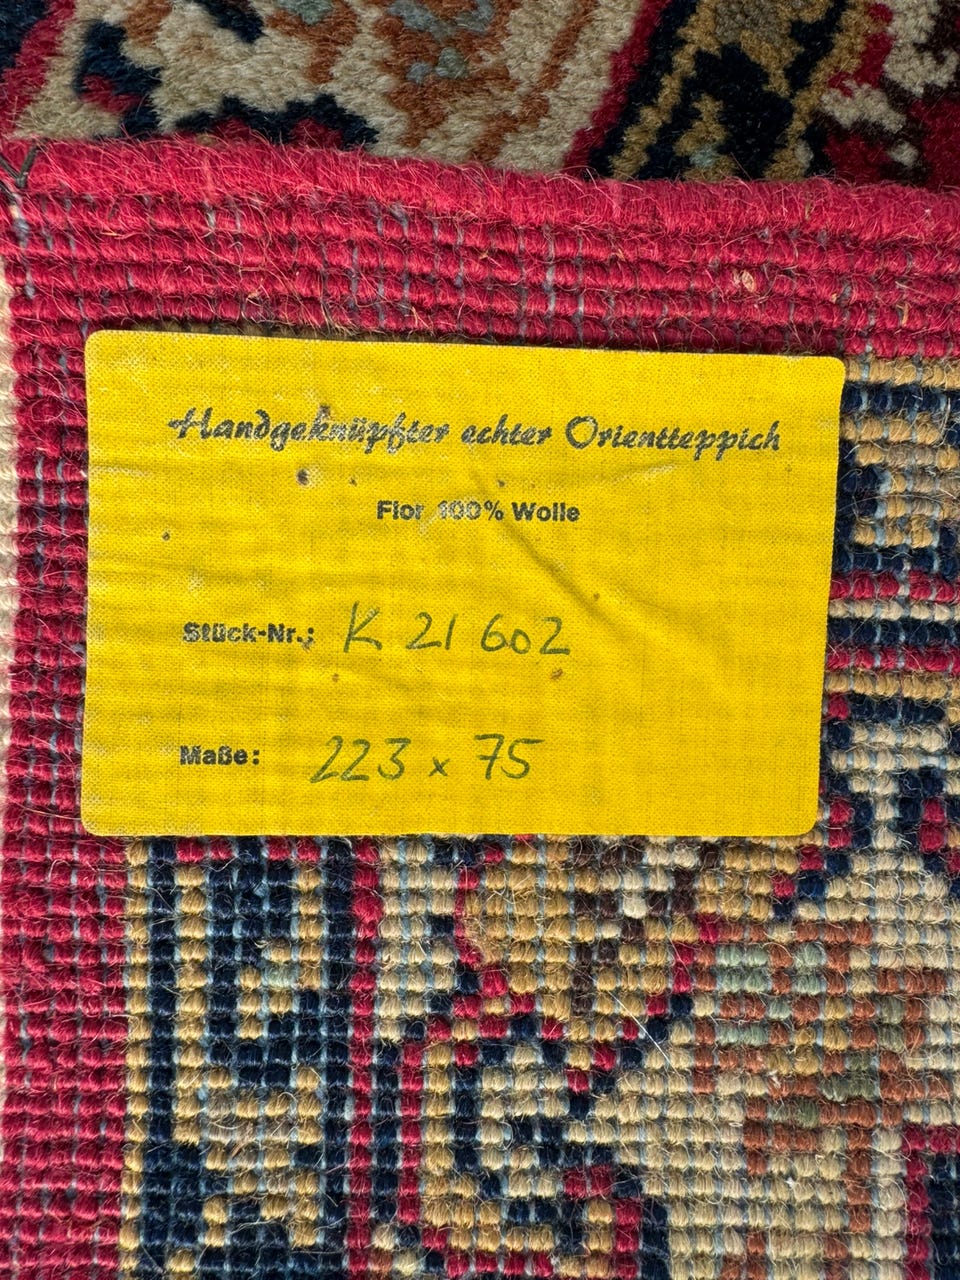 Handgeknüpfter echter Orientteppich
Flor 100% Wolle
Stück-Nr.: K 21 602
Maße: 223 x 75